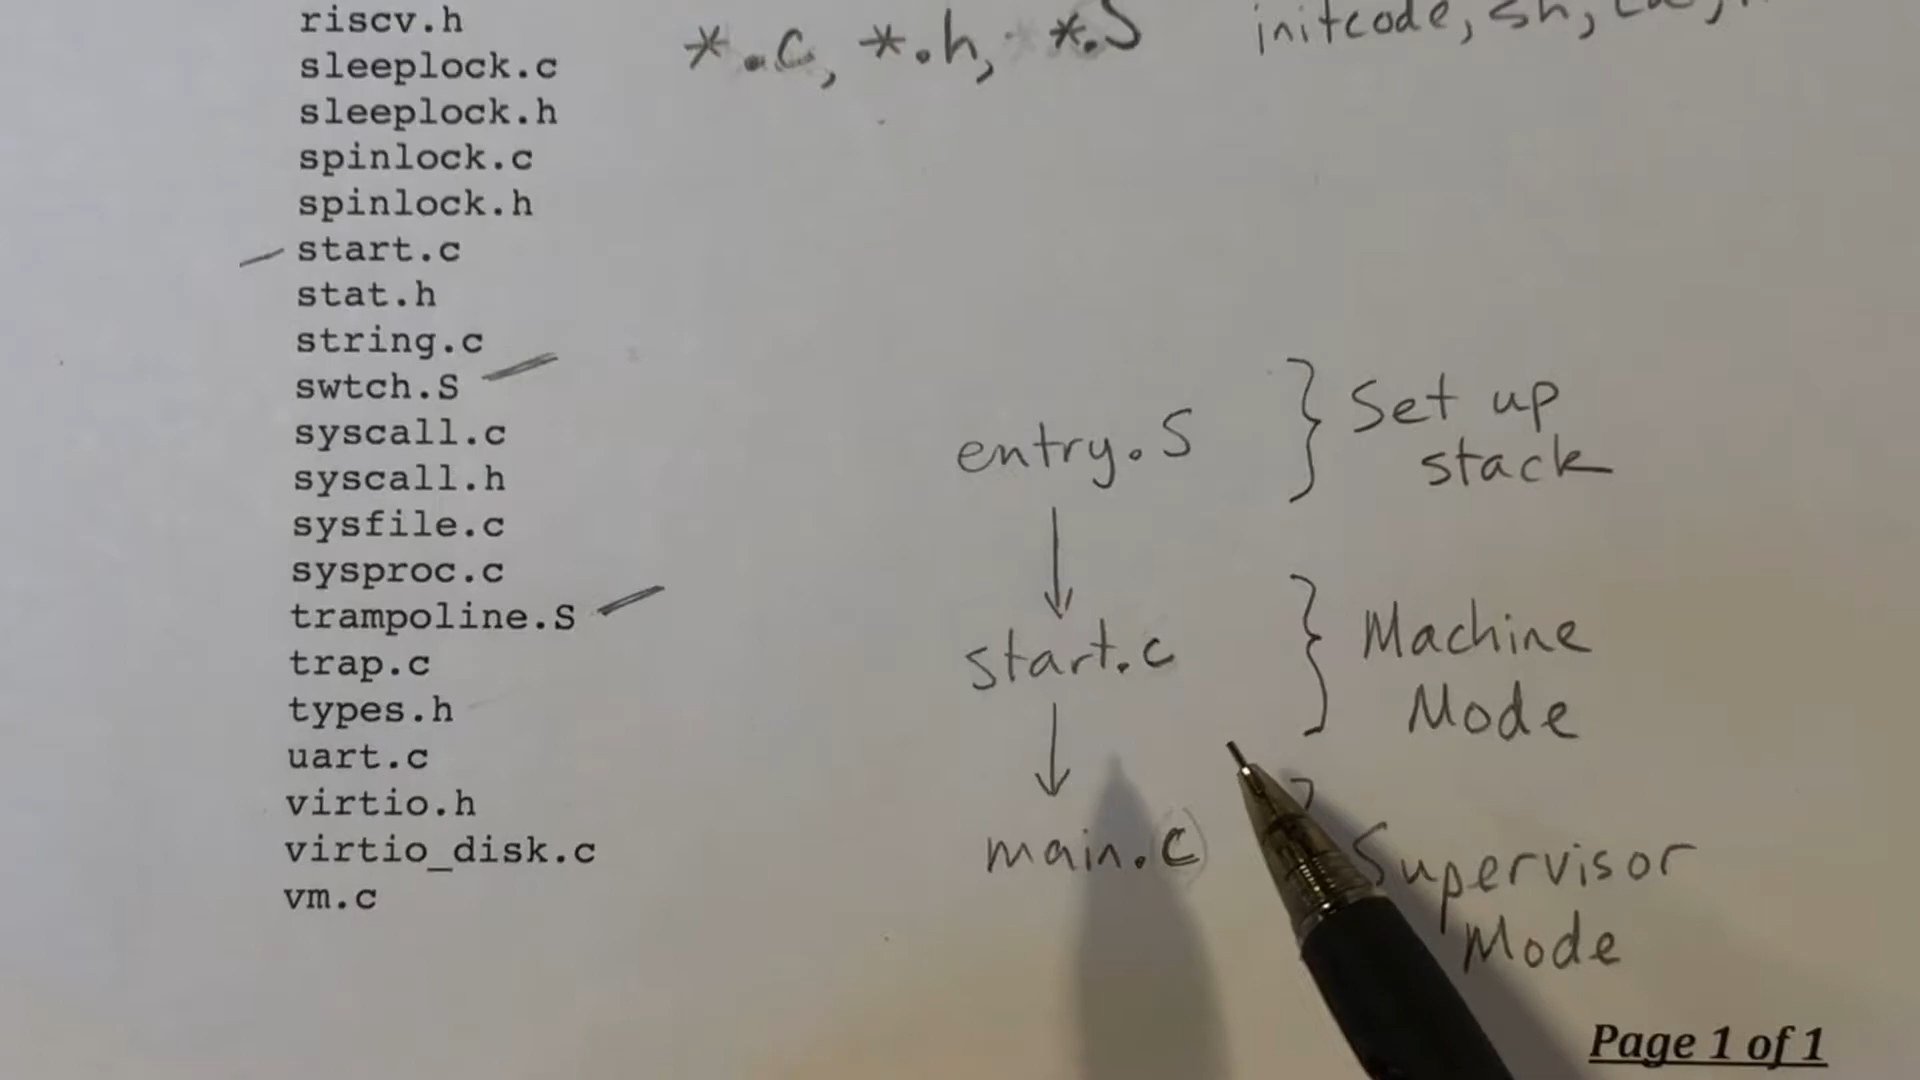 riscv.h
sleeplock.c
sleeplock.h
spinlock.c
spinlock.h
start.c
stat.h
string.c
swtch.S
syscall.c
syscall.h
sysfile.c
sysproc.c
trampoline.S
trap.c
types.h
uart.c
virtio.h
virtio_disk.c
vm.c
*.c, *.h, *.S
initcode, sh,
entry.S } Set up
stack
start.c } Machine
Mode
main.c Supervisor
Mode
Page 1 of 1